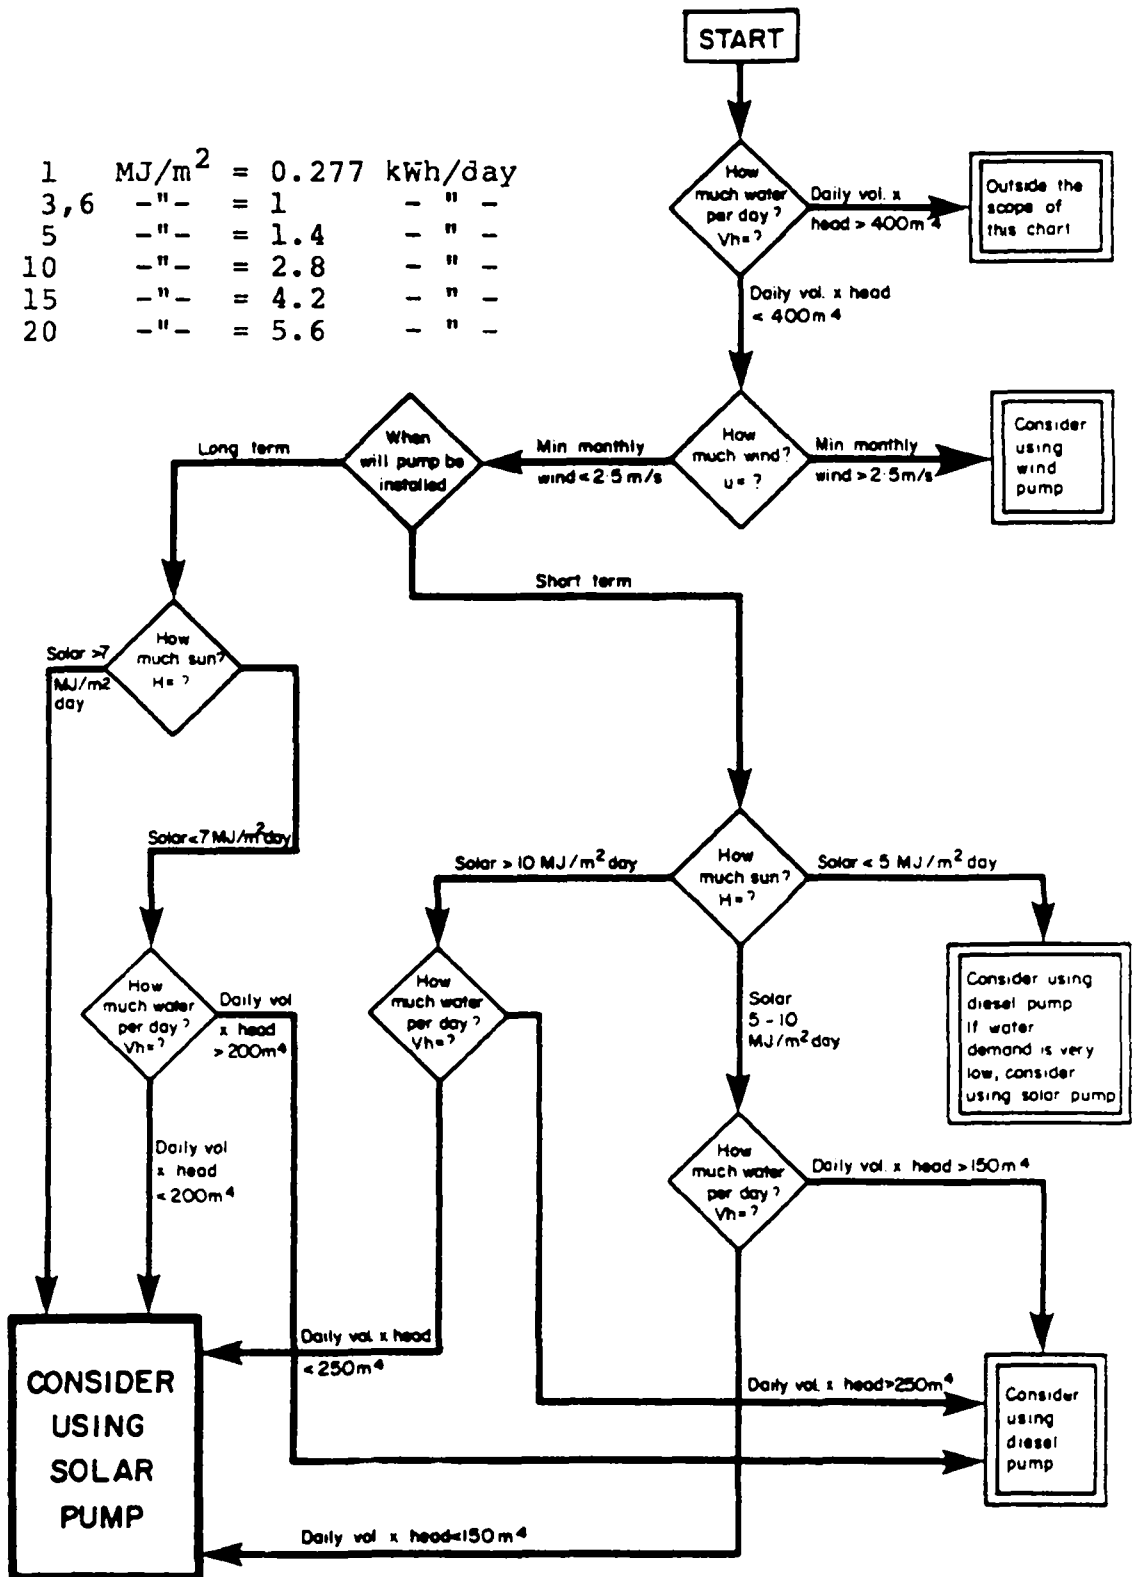 START
1 MJ/m² = 0.277 kWh/day
3,6 -"- = 1 - " -
5 -"- = 1.4 - " -
10 -"- = 2.8 - " -
15 -"- = 4.2 - " -
20 -"- = 5.6 - " -
How
much water
per day?
Vh=?
Daily vol. x
head > 400m⁴
Outside the
scope of
this chart
Daily vol. x head
< 400m⁴
How
much wind?
u=?
Min monthly
wind > 2·5m/s
Consider
using
wind
pump
Min monthly
wind < 2·5 m/s
When
will pump be
installed
Long term
Short term
How
much sun?
H=?
Solar >7
MJ/m²
day
Solar<7 MJ/m²day
How
much sun?
H=?
Solar > 10 MJ/m² day
Solar < 5 MJ/m² day
Solar
5 - 10
MJ/m² day
Consider using
diesel pump
If water
demand is very
low, consider
using solar pump
How
much water
per day?
Vh=?
Daily vol
x head
> 200m⁴
Daily vol
x head
< 200m⁴
How
much water
per day?
Vh=?
How
much water
per day?
Vh=?
Daily vol. x head > 150m⁴
Daily vol. x head
< 250m⁴
Daily vol. x head>250m⁴
Consider
using
diesel
pump
CONSIDER
USING
SOLAR
PUMP
Daily vol x head<150m⁴